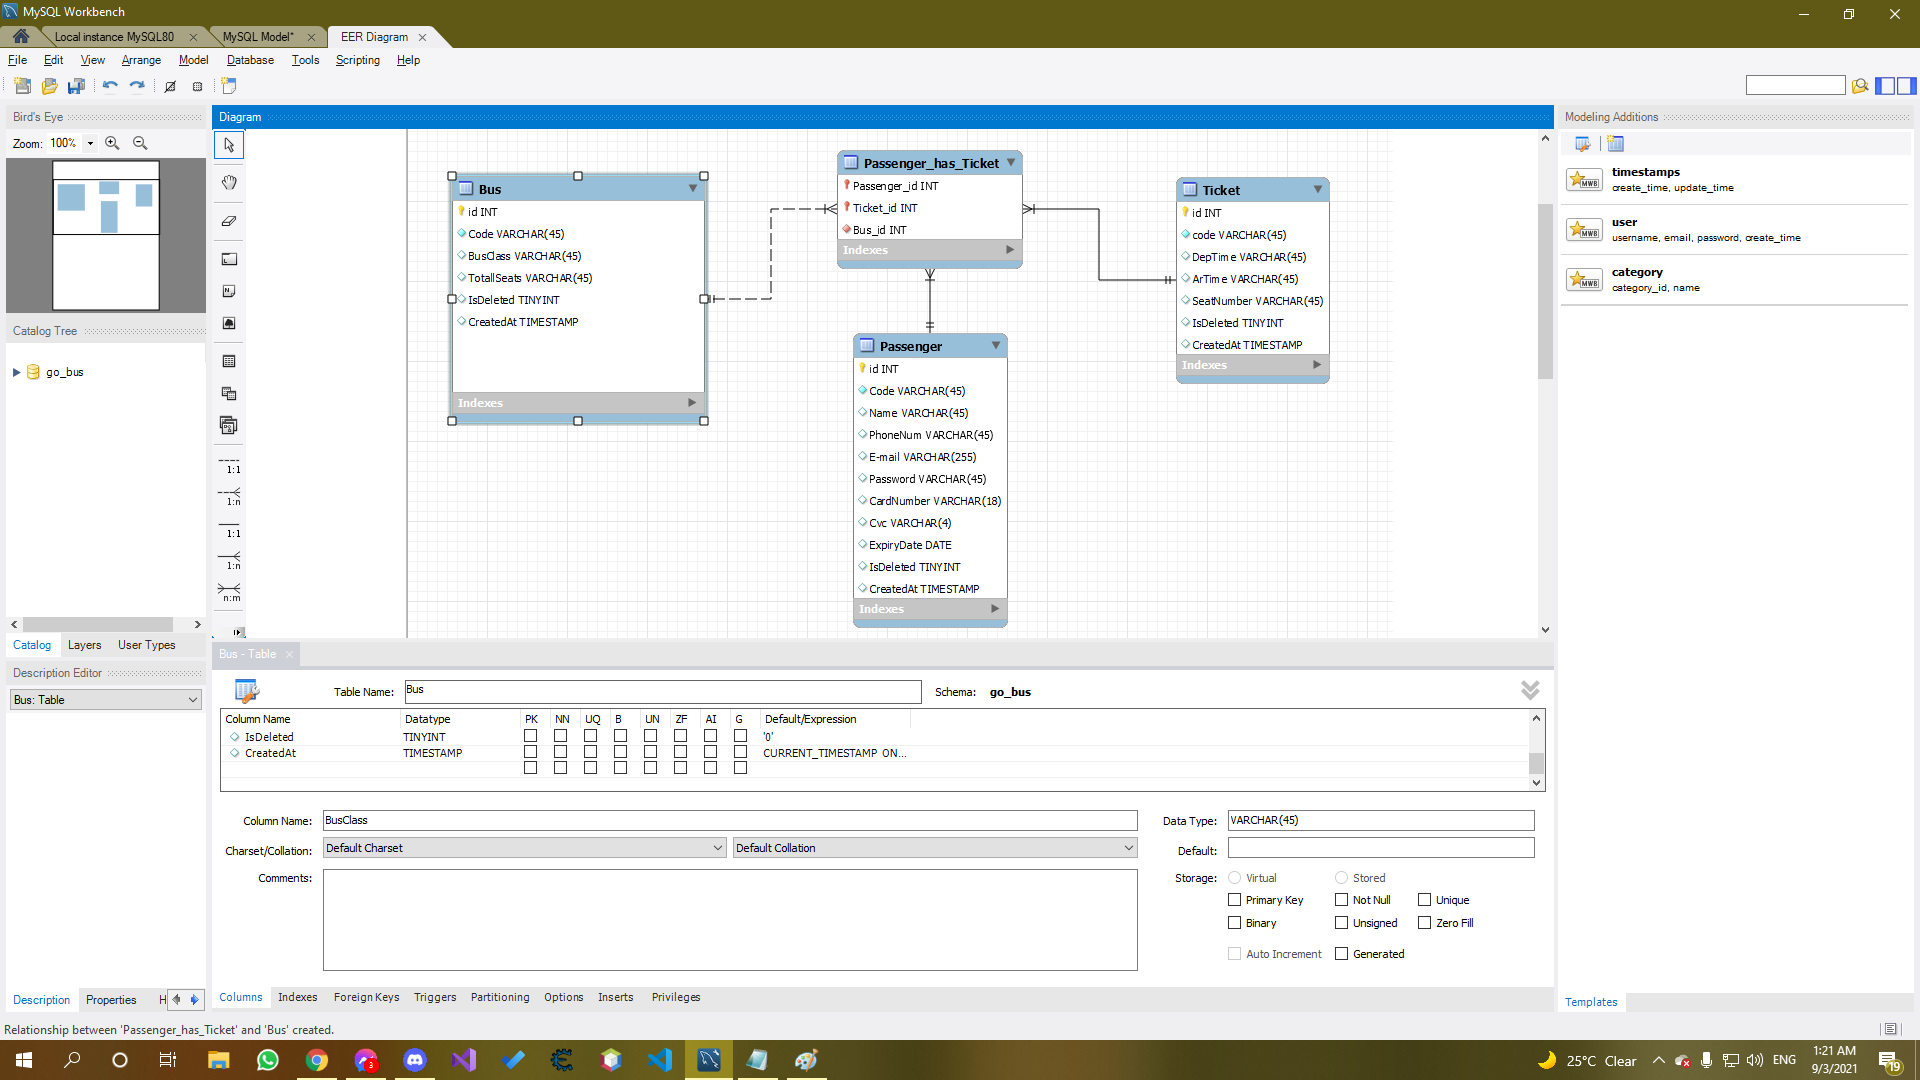 MySQL Workbench
Local instance MySQL80
MySQL Model*
EER Diagram
File Edit View Arrange Model Database Tools Scripting Help
Bird's Eye
Zoom: 100%
Catalog Tree
go_bus
Catalog Layers User Types
Description Editor
Bus: Table
Description Properties H
Diagram
1:1
1:n
1:1
1:n
n:m
Bus
id INT
Code VARCHAR(45)
BusClass VARCHAR(45)
TotallSeats VARCHAR(45)
IsDeleted TINYINT
CreatedAt TIMESTAMP
Indexes
Passenger_has_Ticket
Passenger_id INT
Ticket_id INT
Bus_id INT
Indexes
Passenger
id INT
Code VARCHAR(45)
Name VARCHAR(45)
PhoneNum VARCHAR(45)
E-mail VARCHAR(255)
Password VARCHAR(45)
CardNumber VARCHAR(18)
Cvc VARCHAR(4)
ExpiryDate DATE
IsDeleted TINYINT
CreatedAt TIMESTAMP
Indexes
Ticket
id INT
code VARCHAR(45)
DepTime VARCHAR(45)
ArTime VARCHAR(45)
SeatNumber VARCHAR(45)
IsDeleted TINYINT
CreatedAt TIMESTAMP
Indexes
Modeling Additions
MWB
timestamps
create_time, update_time
MWB
user
username, email, password, create_time
MWB
category
category_id, name
Templates
Bus - Table
Table Name: Bus
Schema: go_bus
Column Name Datatype PK NN UQ B UN ZF AI G Default/Expression
IsDeleted TINYINT '0'
CreatedAt TIMESTAMP CURRENT_TIMESTAMP ON...
Column Name: BusClass
Data Type: VARCHAR(45)
Charset/Collation: Default Charset Default Collation
Default:
Comments:
Storage: Virtual Stored
Primary Key Not Null Unique
Binary Unsigned Zero Fill
Auto Increment Generated
Columns Indexes Foreign Keys Triggers Partitioning Options Inserts Privileges
Relationship between 'Passenger_has_Ticket' and 'Bus' created.
3
25°C Clear
ENG
1:21 AM
9/3/2021
19